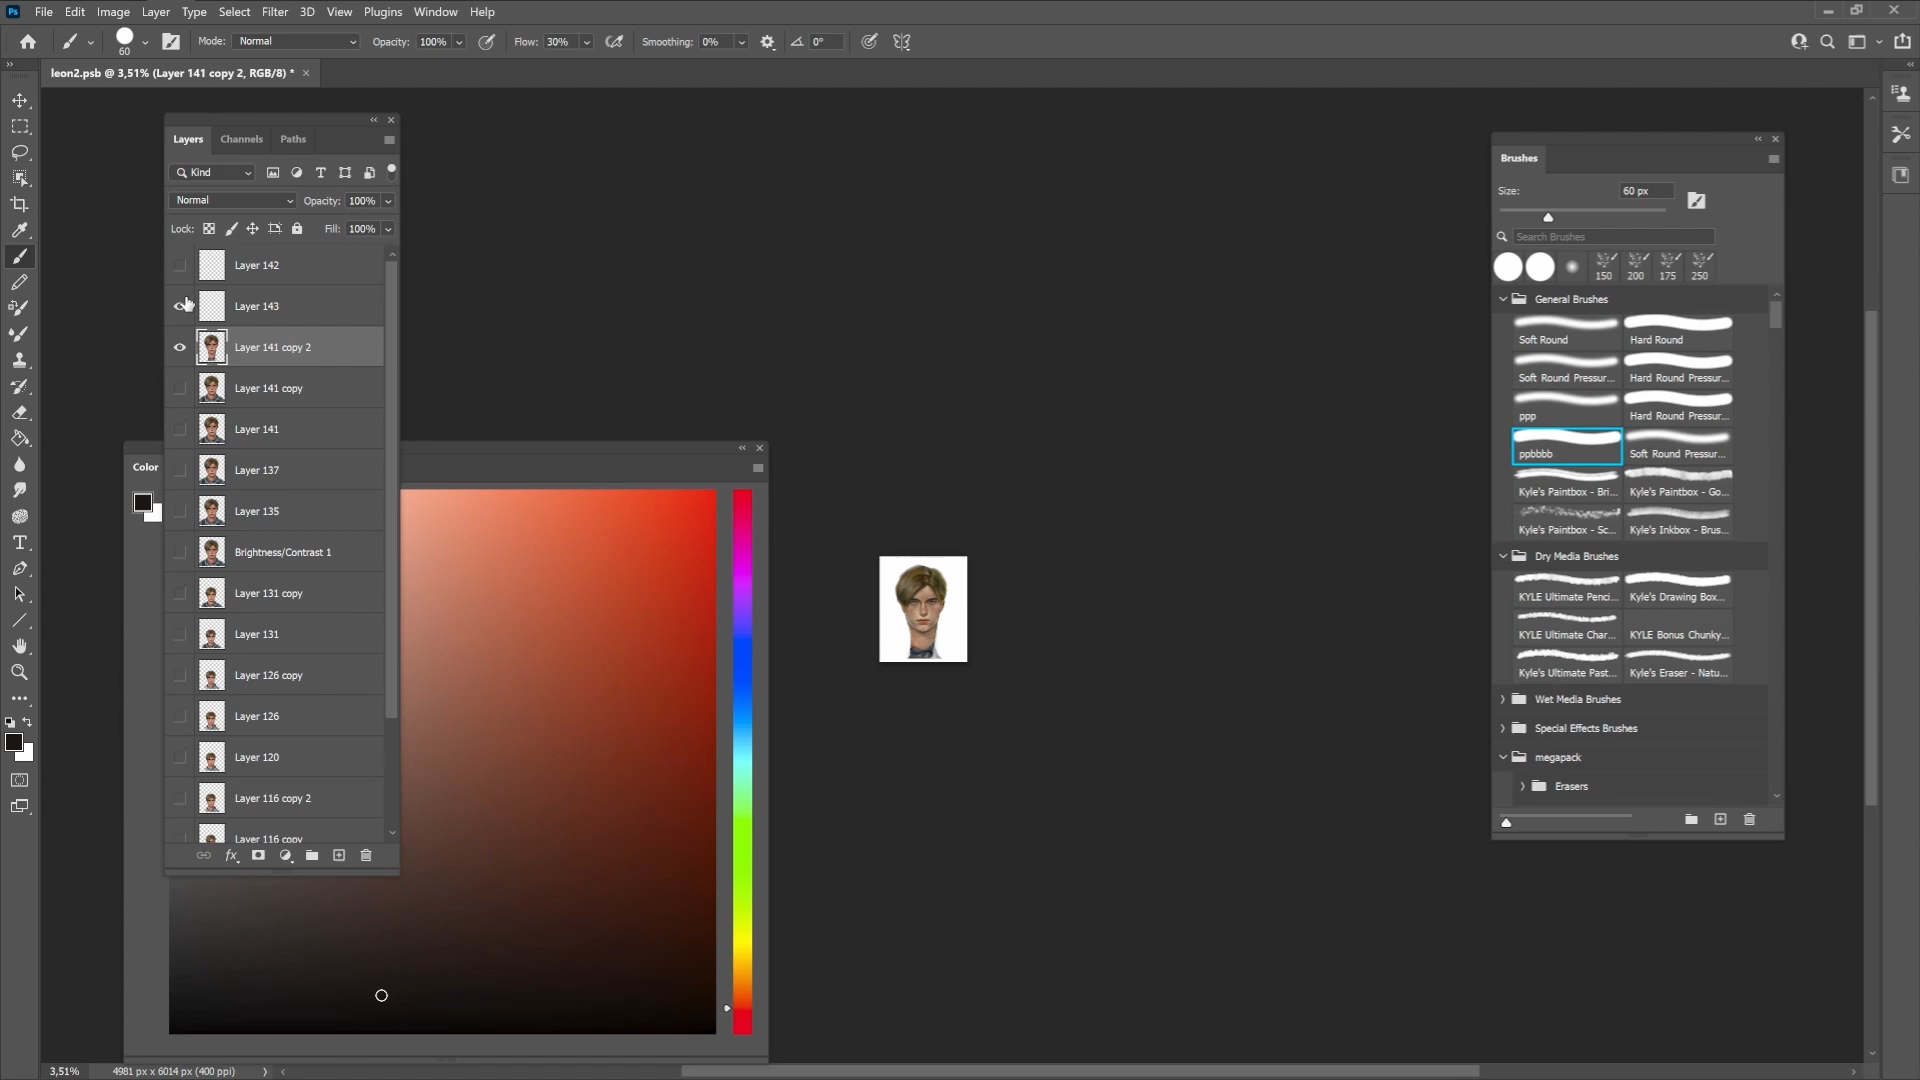 Ps File Edit Image Layer Type Select Filter 3D View Plugins Window Help
60 Mode: Normal Opacity: 100% Flow: 30% Smoothing: 0% 0°
leon2.psb @ 3,51% (Layer 141 copy 2, RGB/8) *
Layers Channels Paths
Kind
Normal Opacity: 100%
Lock: Fill: 100%
Layer 142
Layer 143
Layer 141 copy 2
Layer 141 copy
Layer 141
Layer 137
Layer 135
Brightness/Contrast 1
Layer 131 copy
Layer 131
Layer 126 copy
Layer 126
Layer 120
Layer 116 copy 2
Layer 116 copy
fx
Color
Brushes
Size: 60 px
Search Brushes
150 200 175 250
General Brushes
Soft Round Hard Round
Soft Round Pressur... Hard Round Pressur...
ppp Hard Round Pressur...
ppbbbb Soft Round Pressur...
Kyle's Paintbox - Bri... Kyle's Paintbox - Go...
Kyle's Paintbox - Sc... Kyle's Inkbox - Brus...
Dry Media Brushes
KYLE Ultimate Penci... Kyle's Drawing Box...
KYLE Ultimate Char... KYLE Bonus Chunky...
Kyle's Ultimate Past... Kyle's Eraser - Natu...
Wet Media Brushes
Special Effects Brushes
megapack
Erasers
3,51% 4981 px x 6014 px (400 ppi)